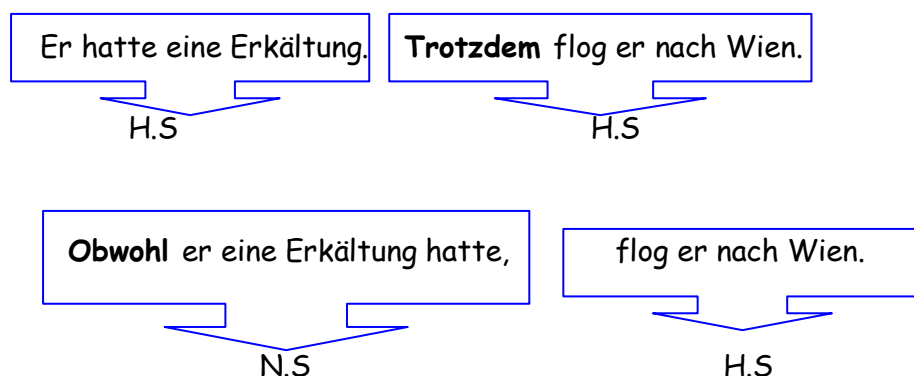 Er hatte eine Erkältung. Trotzdem flog er nach Wien.
H.S H.S
Obwohl er eine Erkältung hatte, flog er nach Wien.
N.S H.S